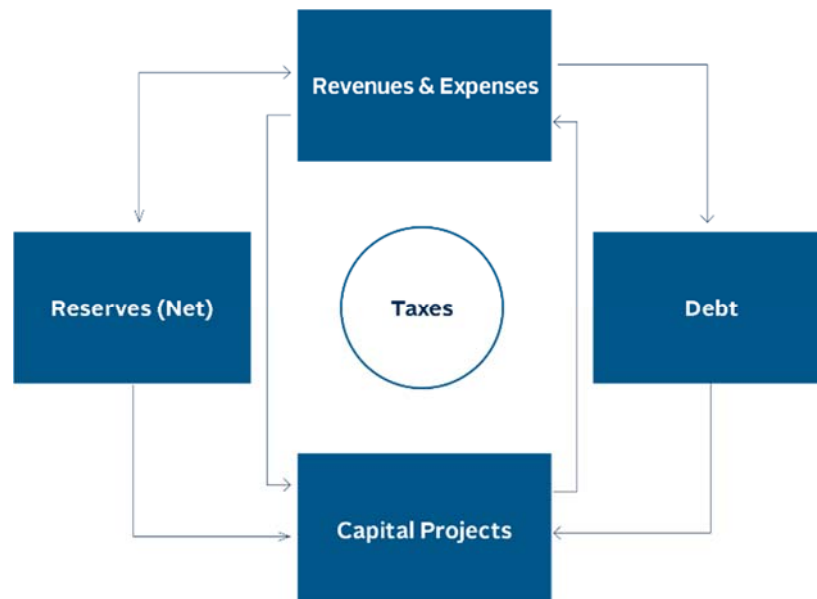 Revenues & Expenses
Reserves (Net)
Taxes
Debt
Capital Projects